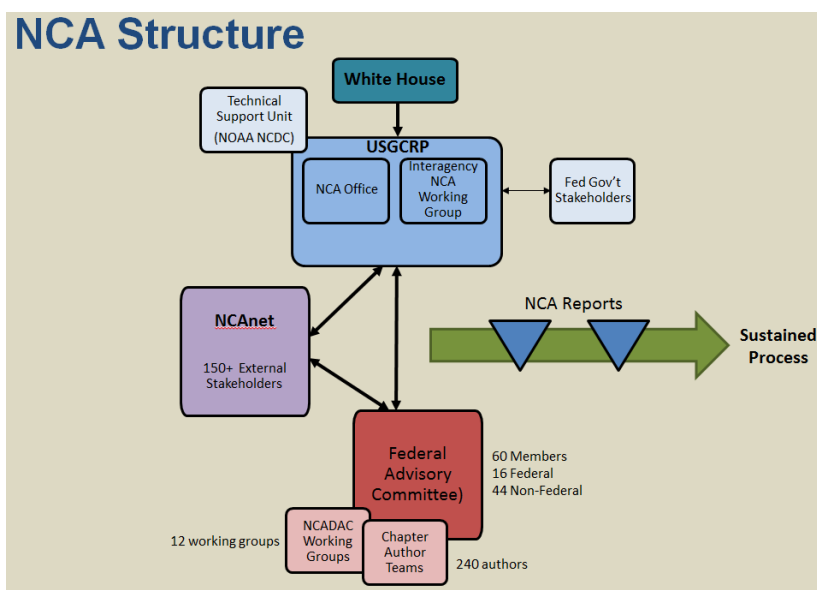 NCA Structure
White House
Technical
Support Unit
(NOAA NCDC)
USGCRP
NCA Office
Interagency
NCA
Working
Group
Fed Gov't
Stakeholders
NCAnet
150+ External
Stakeholders
NCA Reports
Sustained
Process
Federal
Advisory
Committee)
60 Members
16 Federal
44 Non-Federal
12 working groups
NCADAC
Working
Groups
Chapter
Author
Teams
240 authors